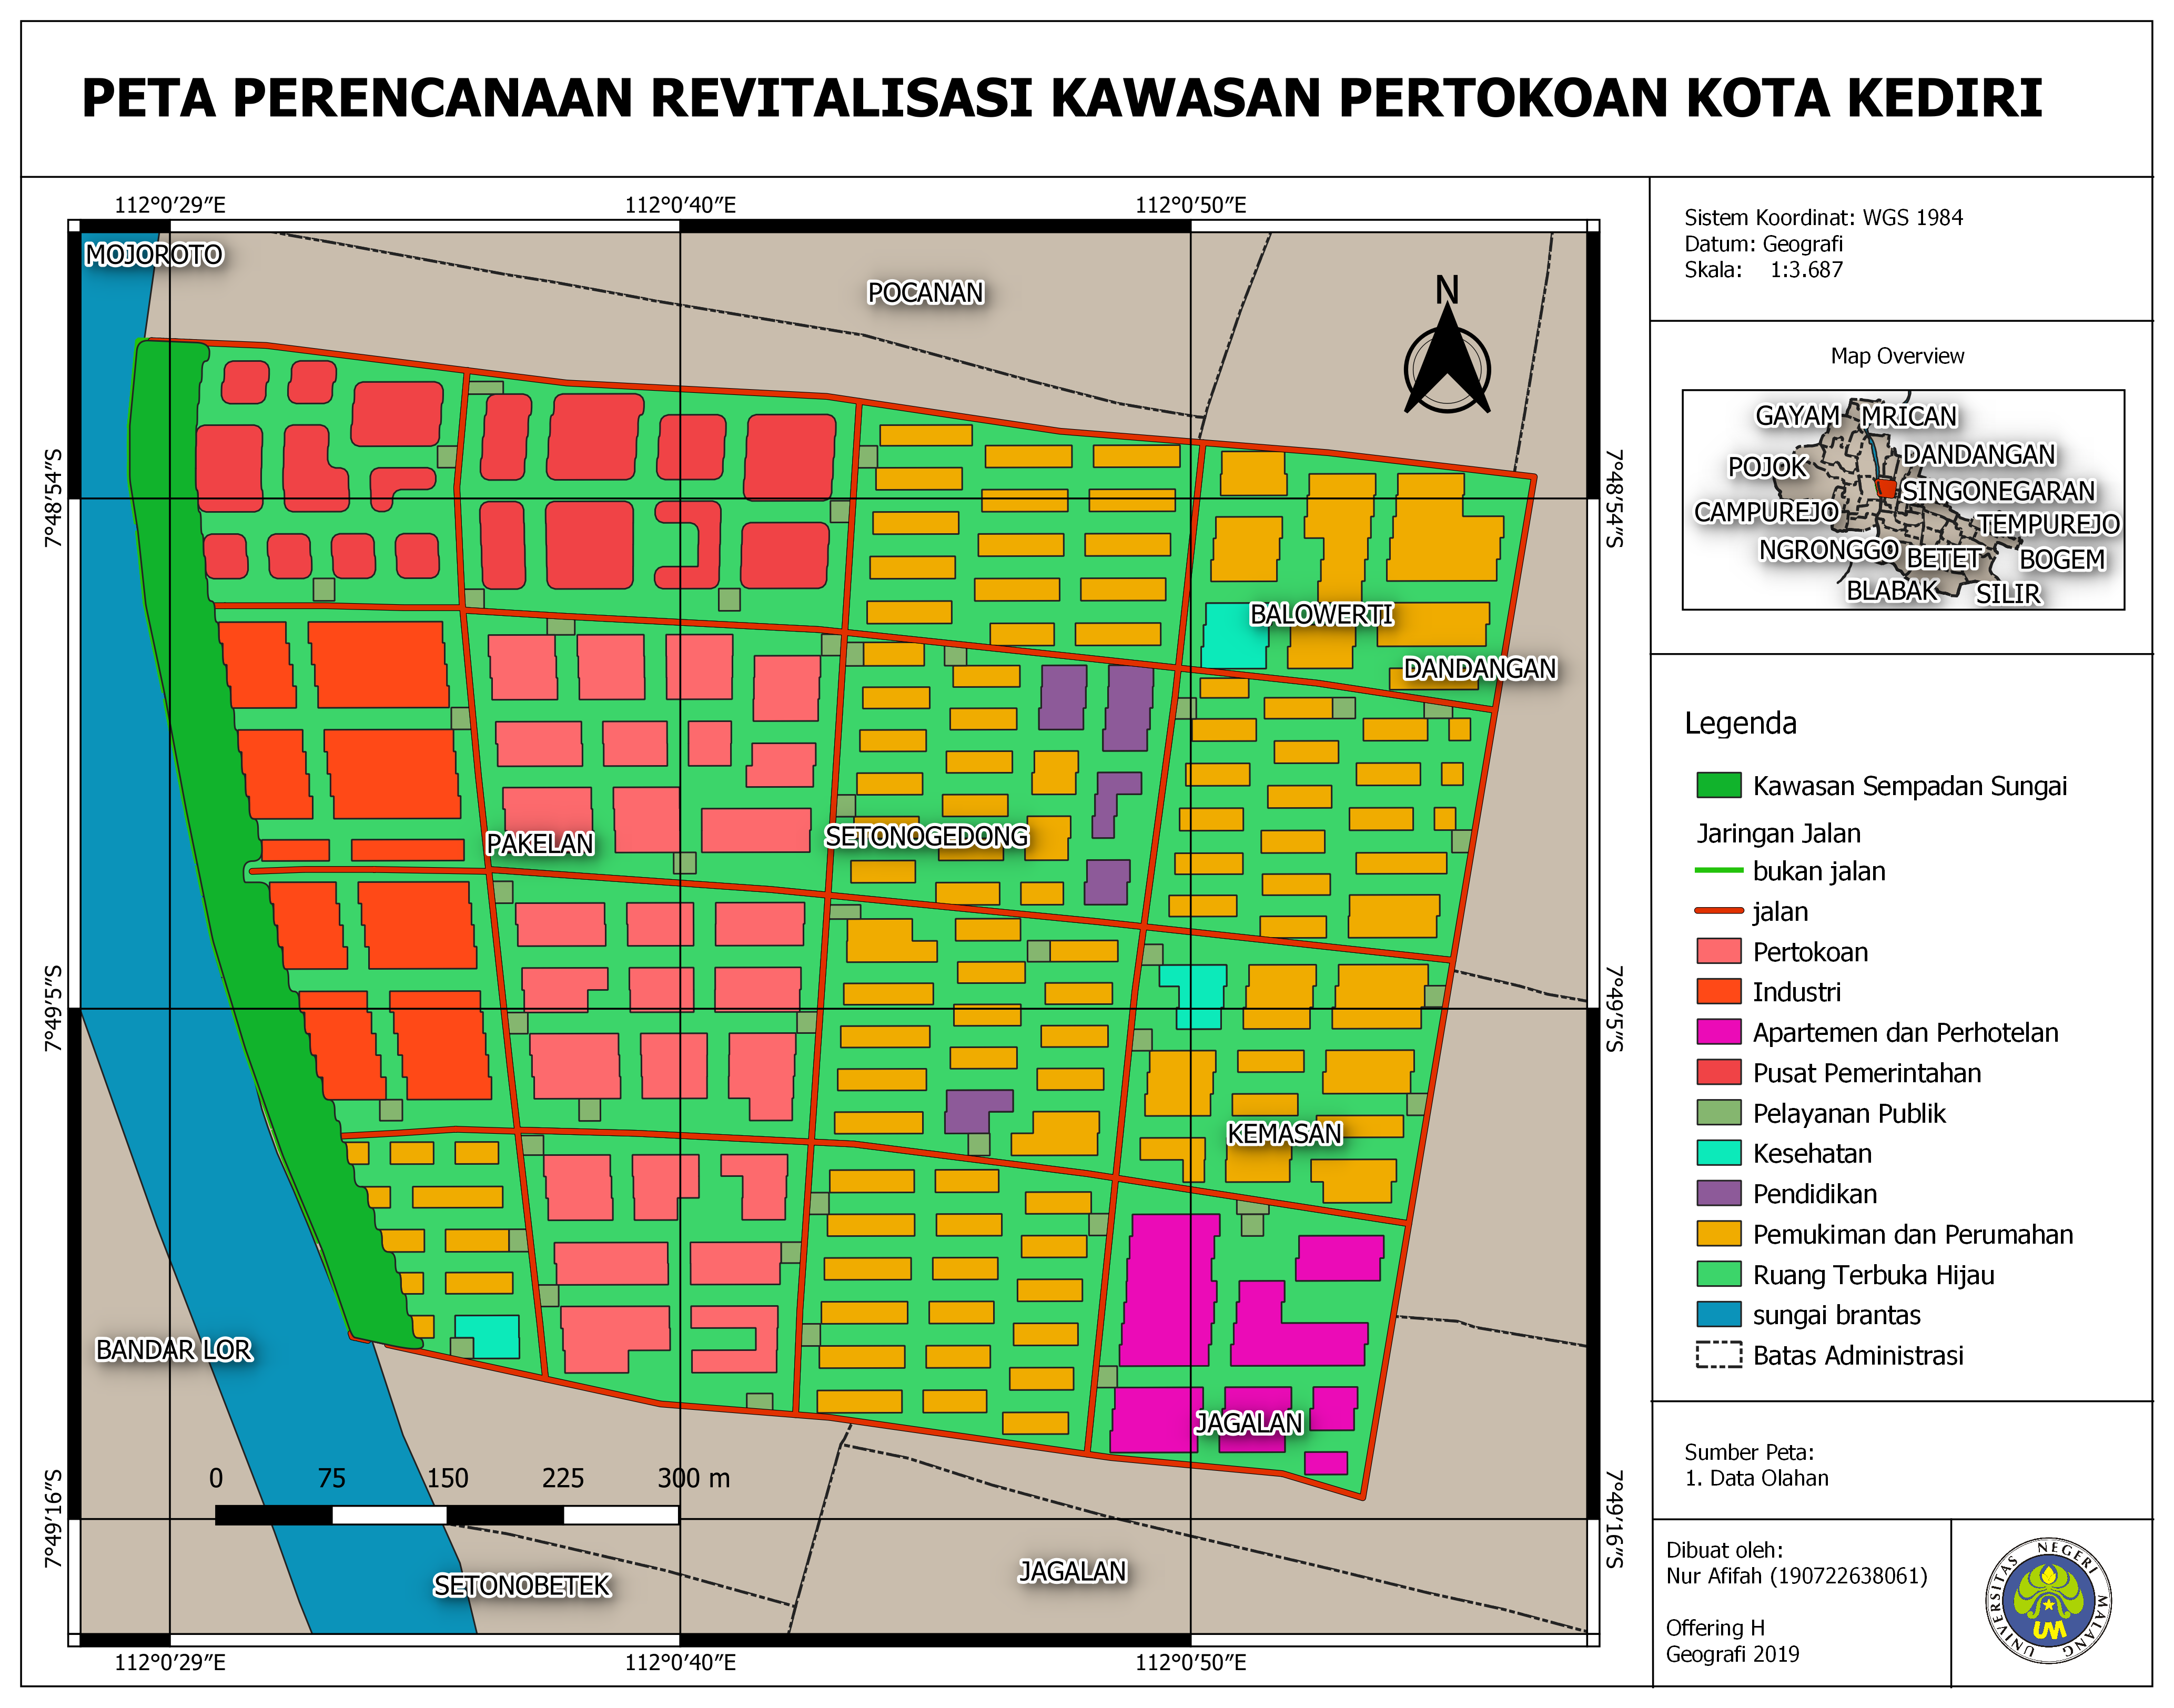 PETA PERENCANAAN REVITALISASI KAWASAN PERTOKOAN KOTA KEDIRI
112°0′29″E 112°0′40″E 112°0′50″E
MOJOROTO
POCANAN
N
7°48′54″S 7°48′54″S
BALOWERTI
DANDANGAN
PAKELAN
SETONOGEDONG
7°49′5″S 7°49′5″S
KEMASAN
BANDAR LOR
JAGALAN
0 75 150 225 300 m
7°49′16″S 7°49′16″S
SETONOBETEK
JAGALAN
112°0′29″E 112°0′40″E 112°0′50″E
Sistem Koordinat: WGS 1984
Datum: Geografi
Skala: 1:3.687
Map Overview
GAYAM MRICAN
DANDANGAN
POJOK
SINGONEGARAN
CAMPUREJO
TEMPUREJO
NGRONGGO BETET BOGEM
BLABAK SILIR
Legenda
Kawasan Sempadan Sungai
Jaringan Jalan
bukan jalan
jalan
Pertokoan
Industri
Apartemen dan Perhotelan
Pusat Pemerintahan
Pelayanan Publik
Kesehatan
Pendidikan
Pemukiman dan Perumahan
Ruang Terbuka Hijau
sungai brantas
Batas Administrasi
Sumber Peta:
1. Data Olahan
Dibuat oleh:
Nur Afifah (190722638061)
Offering H
Geografi 2019
UNIVERSITAS NEGERI MALANG
UM